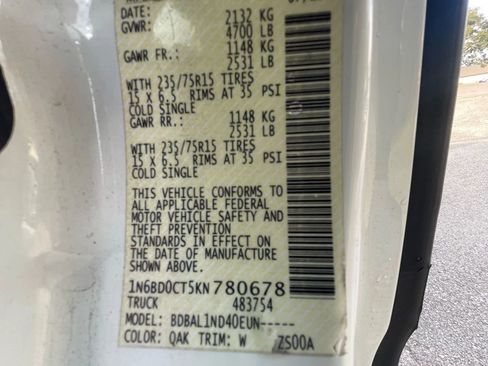 DATE: 2132 KG
GVWR: 4700 LB
GAWR FR.: 1148 KG
2531 LB
WITH 235/75R15 TIRES
15 X 6.5 RIMS AT 35 PSI
COLD SINGLE
GAWR RR.: 1148 KG
2531 LB
WITH 235/75R15 TIRES
15 X 6.5 RIMS AT 35 PSI
COLD SINGLE
THIS VEHICLE CONFORMS TO
ALL APPLICABLE FEDERAL
MOTOR VEHICLE SAFETY AND
THEFT PREVENTION
STANDARDS IN EFFECT ON
THE DATE OF MANUFACTURE
SHOWN ABOVE.
1N6BD0CT5KN780678
TRUCK 483754
MODEL: BDBAL1ND40EUN-----
COLOR: QAK TRIM: W ZS00A